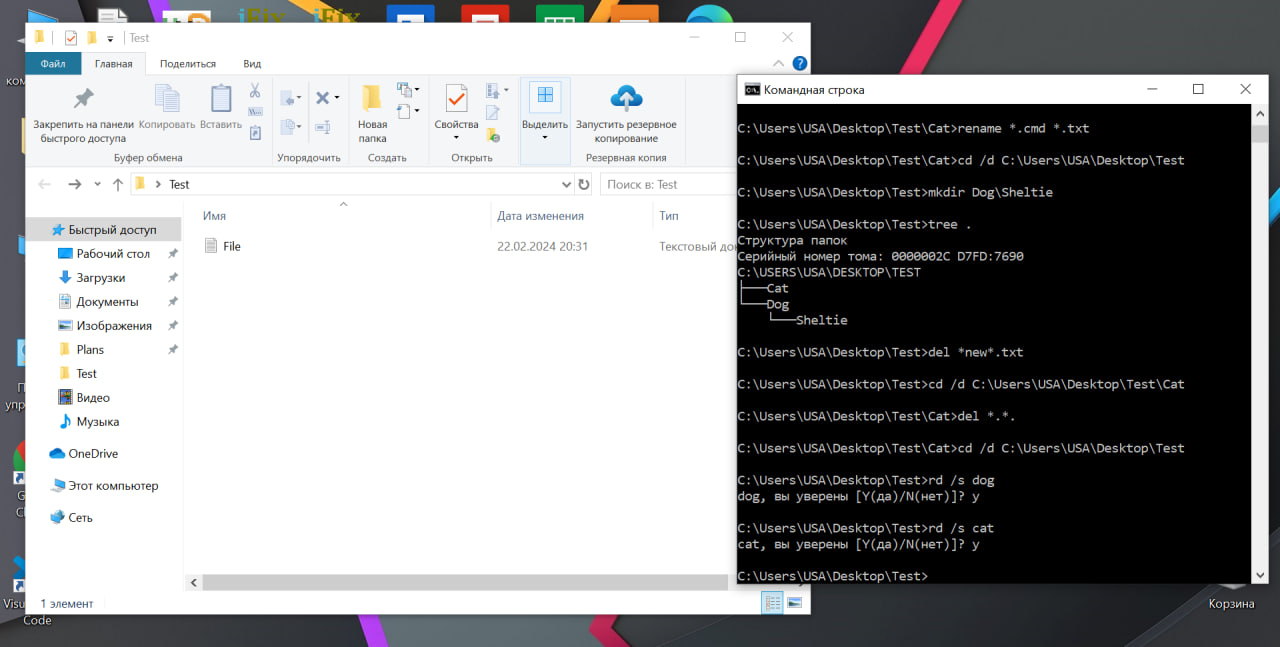 iFix
iFix
Test
Файл
Главная
Поделиться
Вид
Закрепить на панели
быстрого доступа
Копировать
Вставить
Буфер обмена
Упорядочить
Новая
папка
Создать
Свойства
Открыть
Выделить
Запустить резервное
копирование
Резервная копия
Test
Поиск в: Test
Имя
Дата изменения
Тип
File
22.02.2024 20:31
Текстовый до
Быстрый доступ
Рабочий стол
Загрузки
Документы
Изображения
Plans
Test
Видео
Музыка
OneDrive
Этот компьютер
Сеть
1 элемент
Командная строка
C:\Users\USA\Desktop\Test\Cat>rename *.cmd *.txt
C:\Users\USA\Desktop\Test\Cat>cd /d C:\Users\USA\Desktop\Test
C:\Users\USA\Desktop\Test>mkdir Dog\Sheltie
C:\Users\USA\Desktop\Test>tree .
Структура папок
Серийный номер тома: 0000002C D7FD:7690
C:\USERS\USA\DESKTOP\TEST
├───Cat
└───Dog
└───Sheltie
C:\Users\USA\Desktop\Test>del *new*.txt
C:\Users\USA\Desktop\Test>cd /d C:\Users\USA\Desktop\Test\Cat
C:\Users\USA\Desktop\Test\Cat>del *.*.
C:\Users\USA\Desktop\Test\Cat>cd /d C:\Users\USA\Desktop\Test
C:\Users\USA\Desktop\Test>rd /s dog
dog, вы уверены [Y(да)/N(нет)]? y
C:\Users\USA\Desktop\Test>rd /s cat
cat, вы уверены [Y(да)/N(нет)]? y
C:\Users\USA\Desktop\Test>
Корзина
ком
упр
Visu
Code